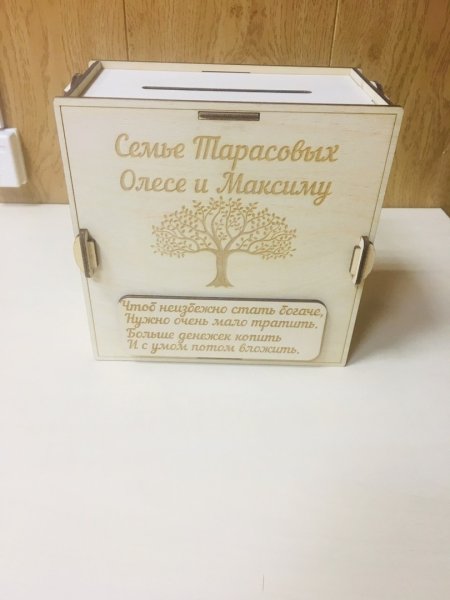 Семье Тарасовых
Олесе и Максиму
Чтоб неизбежно стать богаче,
Нужно очень мало тратить.
Больше денежек копить
И с умом потом вложить.